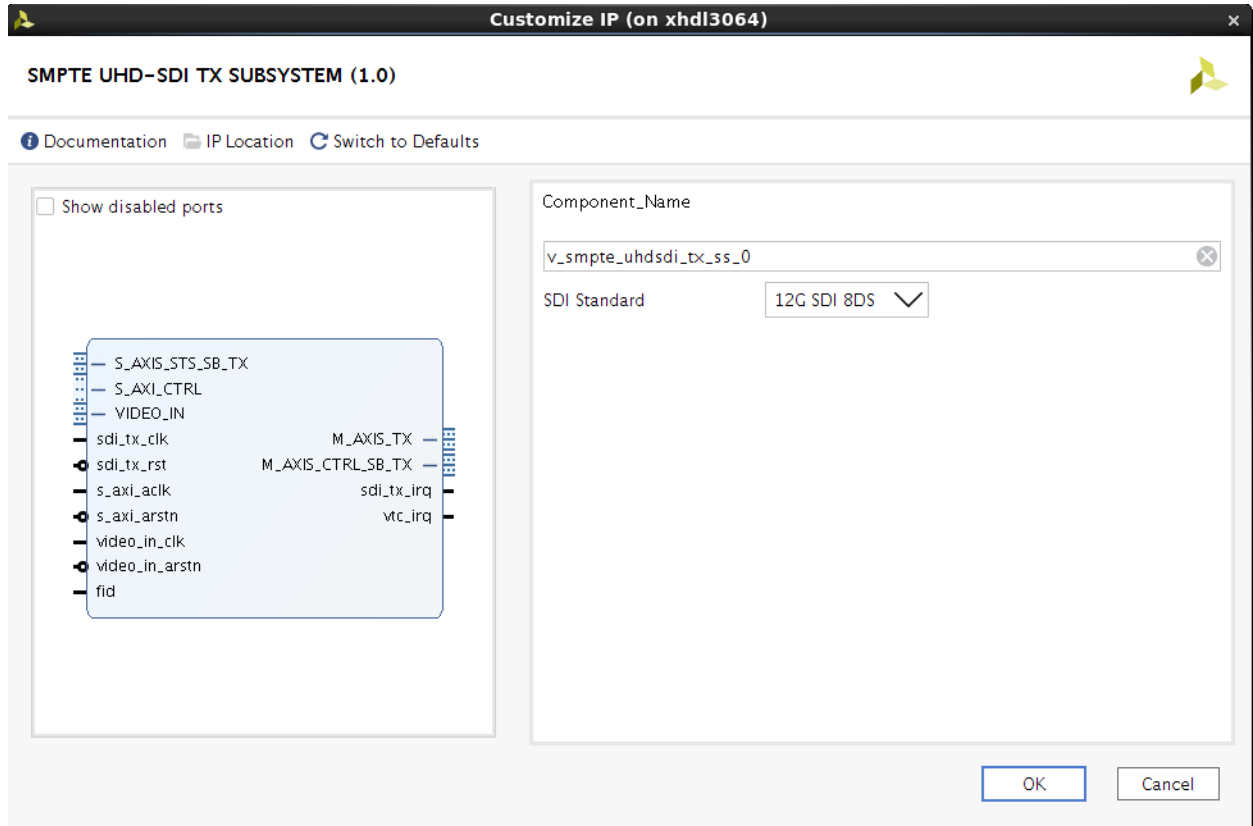 Customize IP (on xhdl3064)
×
SMPTE UHD-SDI TX SUBSYSTEM (1.0)
Documentation IP Location Switch to Defaults
Show disabled ports
S_AXIS_STS_SB_TX
S_AXI_CTRL
VIDEO_IN
sdi_tx_clk
sdi_tx_rst
s_axi_aclk
s_axi_arstn
video_in_clk
video_in_arstn
fid
M_AXIS_TX
M_AXIS_CTRL_SB_TX
sdi_tx_irq
vtc_irq
Component_Name
v_smpte_uhdsdi_tx_ss_0
SDI Standard 12G SDI 8DS
OK Cancel